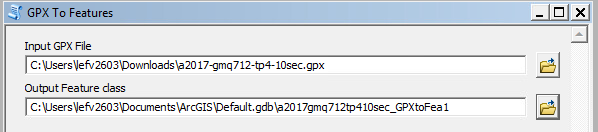 GPX To Features
Input GPX File
C:\Users\lefv2603\Downloads\a2017-gmq712-tp4-10sec.gpx
Output Feature class
C:\Users\lefv2603\Documents\ArcGIS\Default.gdb\a2017gmq712tp410sec_GPXtoFea1